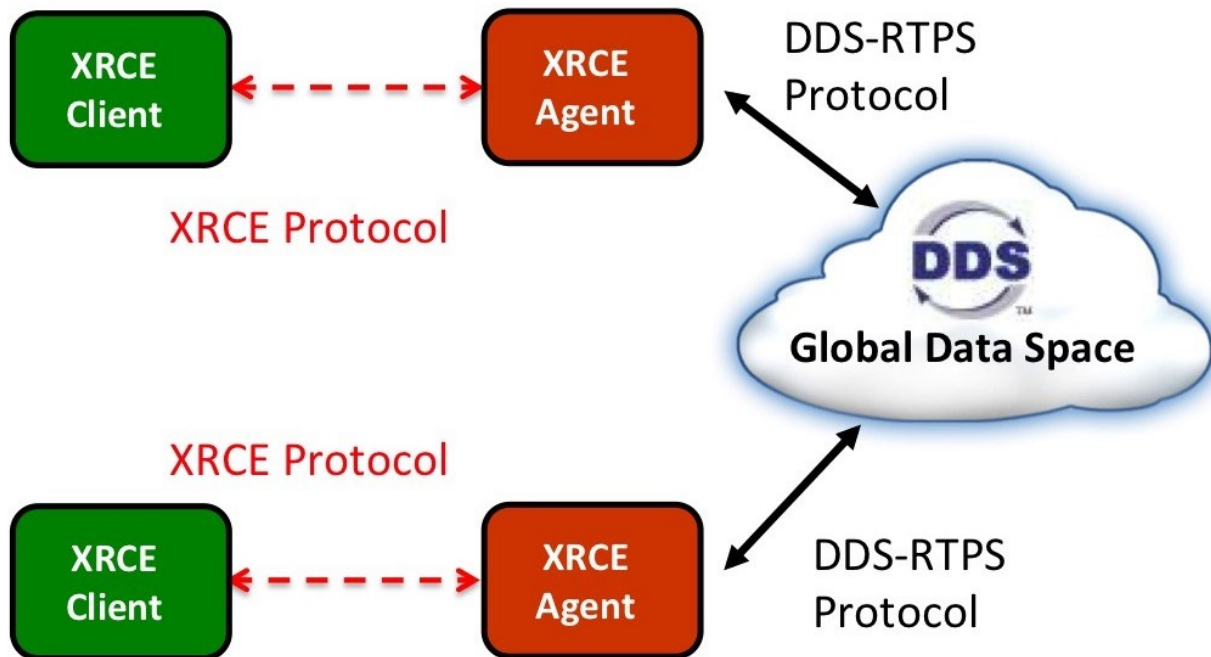 XRCE
Client
XRCE
Agent
DDS-RTPS
Protocol
XRCE Protocol
DDS
TM
Global Data Space
XRCE Protocol
XRCE
Client
XRCE
Agent
DDS-RTPS
Protocol